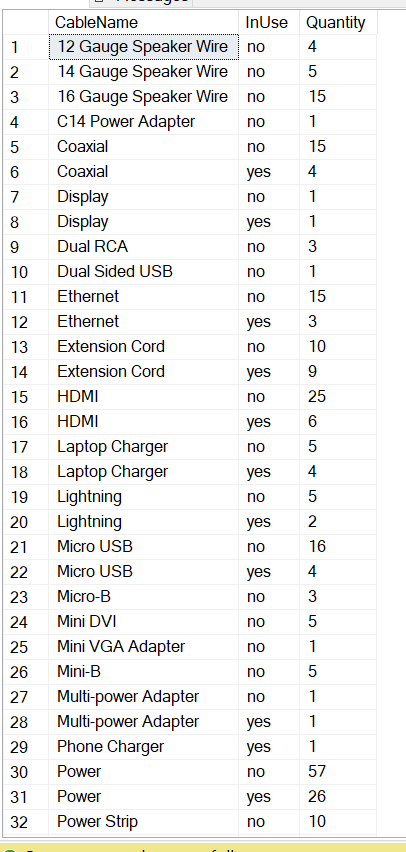 CableName InUse Quantity
1 12 Gauge Speaker Wire no 4
2 14 Gauge Speaker Wire no 5
3 16 Gauge Speaker Wire no 15
4 C14 Power Adapter no 1
5 Coaxial no 15
6 Coaxial yes 4
7 Display no 1
8 Display yes 1
9 Dual RCA no 3
10 Dual Sided USB no 1
11 Ethernet no 15
12 Ethernet yes 3
13 Extension Cord no 10
14 Extension Cord yes 9
15 HDMI no 25
16 HDMI yes 6
17 Laptop Charger no 5
18 Laptop Charger yes 4
19 Lightning no 5
20 Lightning yes 2
21 Micro USB no 16
22 Micro USB yes 4
23 Micro-B no 3
24 Mini DVI no 5
25 Mini VGA Adapter no 1
26 Mini-B no 5
27 Multi-power Adapter no 1
28 Multi-power Adapter yes 1
29 Phone Charger yes 1
30 Power no 57
31 Power yes 26
32 Power Strip no 10